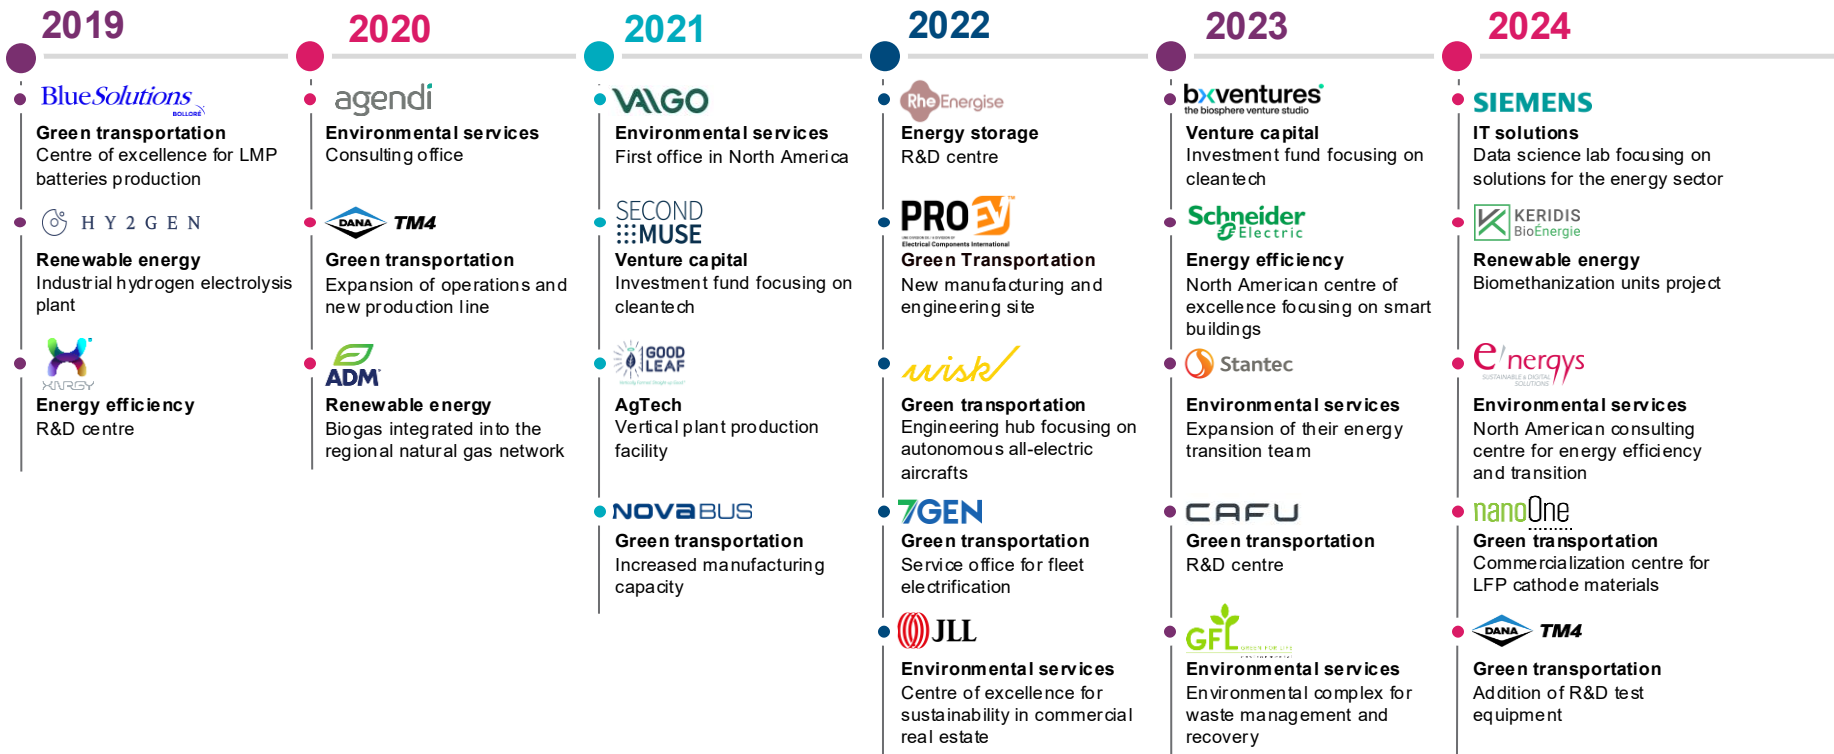 2019
BlueSolutions
BOLLORÉ
Green transportation
Centre of excellence for LMP
batteries production
HY2GEN
Renewable energy
Industrial hydrogen electrolysis
plant
XNRGY
Energy efficiency
R&D centre
2020
agendi
Environmental services
Consulting office
DANA TM4
Green transportation
Expansion of operations and
new production line
ADM
Renewable energy
Biogas integrated into the
regional natural gas network
2021
VALGO
Environmental services
First office in North America
SECOND
MUSE
Venture capital
Investment fund focusing on
cleantech
GOOD
LEAF
AgTech
Vertical plant production
facility
NOVABUS
Green transportation
Increased manufacturing
capacity
2022
RheEnergise
Energy storage
R&D centre
PRO EV
Electrical Components International
Green Transportation
New manufacturing and
engineering site
wisk
Green transportation
Engineering hub focusing on
autonomous all-electric
aircrafts
7GEN
Green transportation
Service office for fleet
electrification
JLL
Environmental services
Centre of excellence for
sustainability in commercial
real estate
2023
bxventures
the biosphere venture studio
Venture capital
Investment fund focusing on
cleantech
Schneider
Electric
Energy efficiency
North American centre of
excellence focusing on smart
buildings
Stantec
Environmental services
Expansion of their energy
transition team
CAFU
Green transportation
R&D centre
GFL
GREEN FOR LIFE
Environmental services
Environmental complex for
waste management and
recovery
2024
SIEMENS
IT solutions
Data science lab focusing on
solutions for the energy sector
KERIDIS
BioÉnergie
Renewable energy
Biomethanization units project
e'nergys
SUSTAINABLE & DIGITAL
SOLUTIONS
Environmental services
North American consulting
centre for energy efficiency
and transition
nanoOne
Green transportation
Commercialization centre for
LFP cathode materials
DANA TM4
Green transportation
Addition of R&D test
equipment